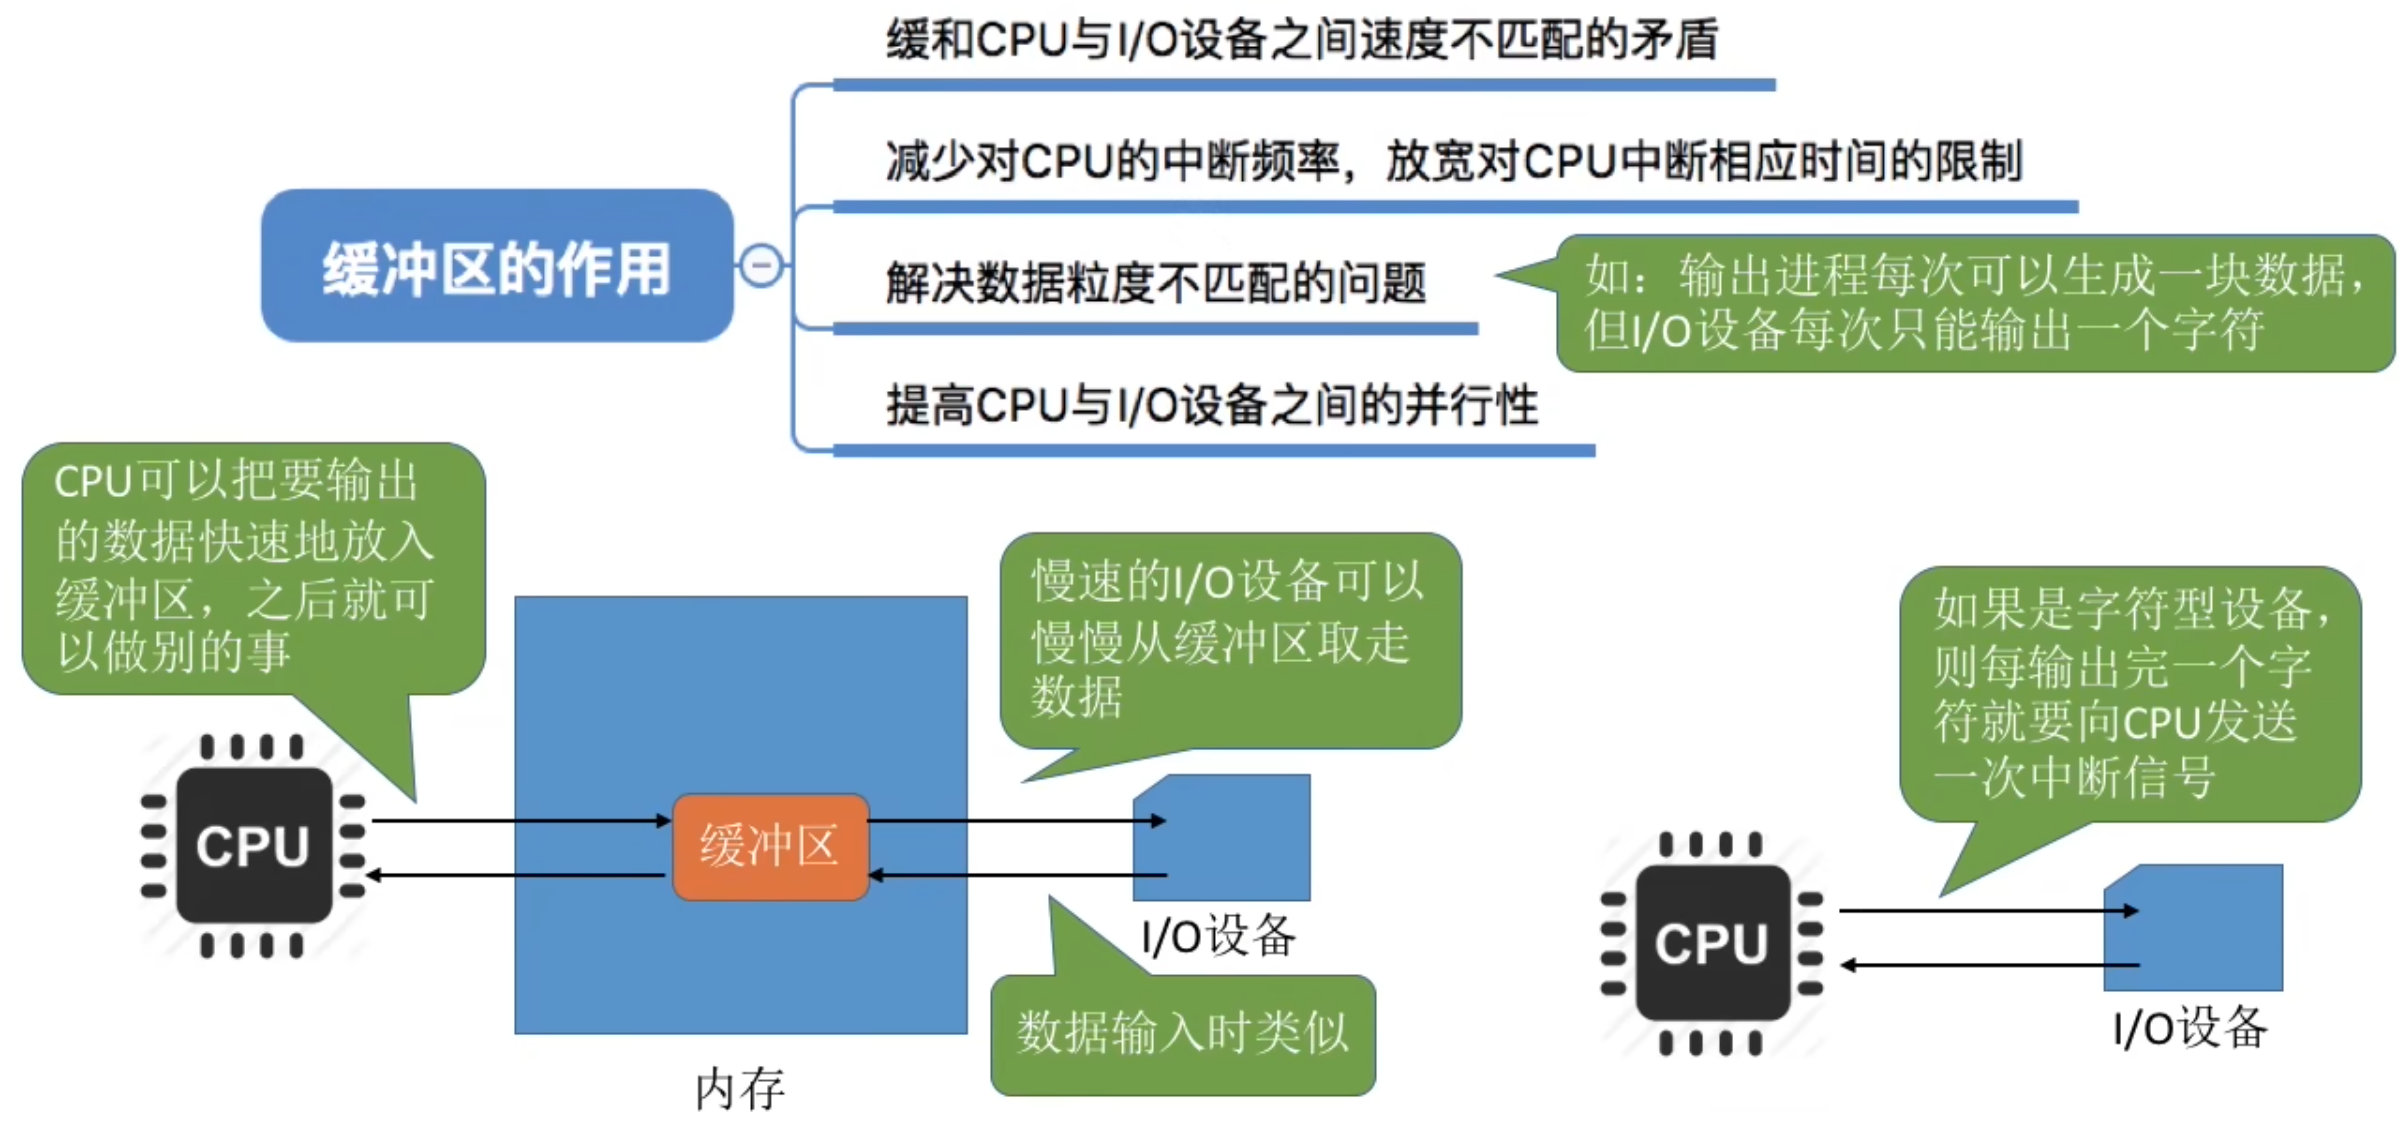 缓和CPU与I/O设备之间速度不匹配的矛盾
减少对CPU的中断频率，放宽对CPU中断相应时间的限制
缓冲区的作用
解决数据粒度不匹配的问题
如：输出进程每次可以生成一块数据，
但I/O设备每次只能输出一个字符
提高CPU与I/O设备之间的并行性
CPU可以把要输出
的数据快速地放入
缓冲区，之后就可
以做别的事
慢速的I/O设备可以
慢慢从缓冲区取走
数据
如果是字符型设备，
则每输出完一个字
符就要向CPU发送
一次中断信号
CPU
缓冲区
I/O设备
数据输入时类似
内存
CPU
I/O设备